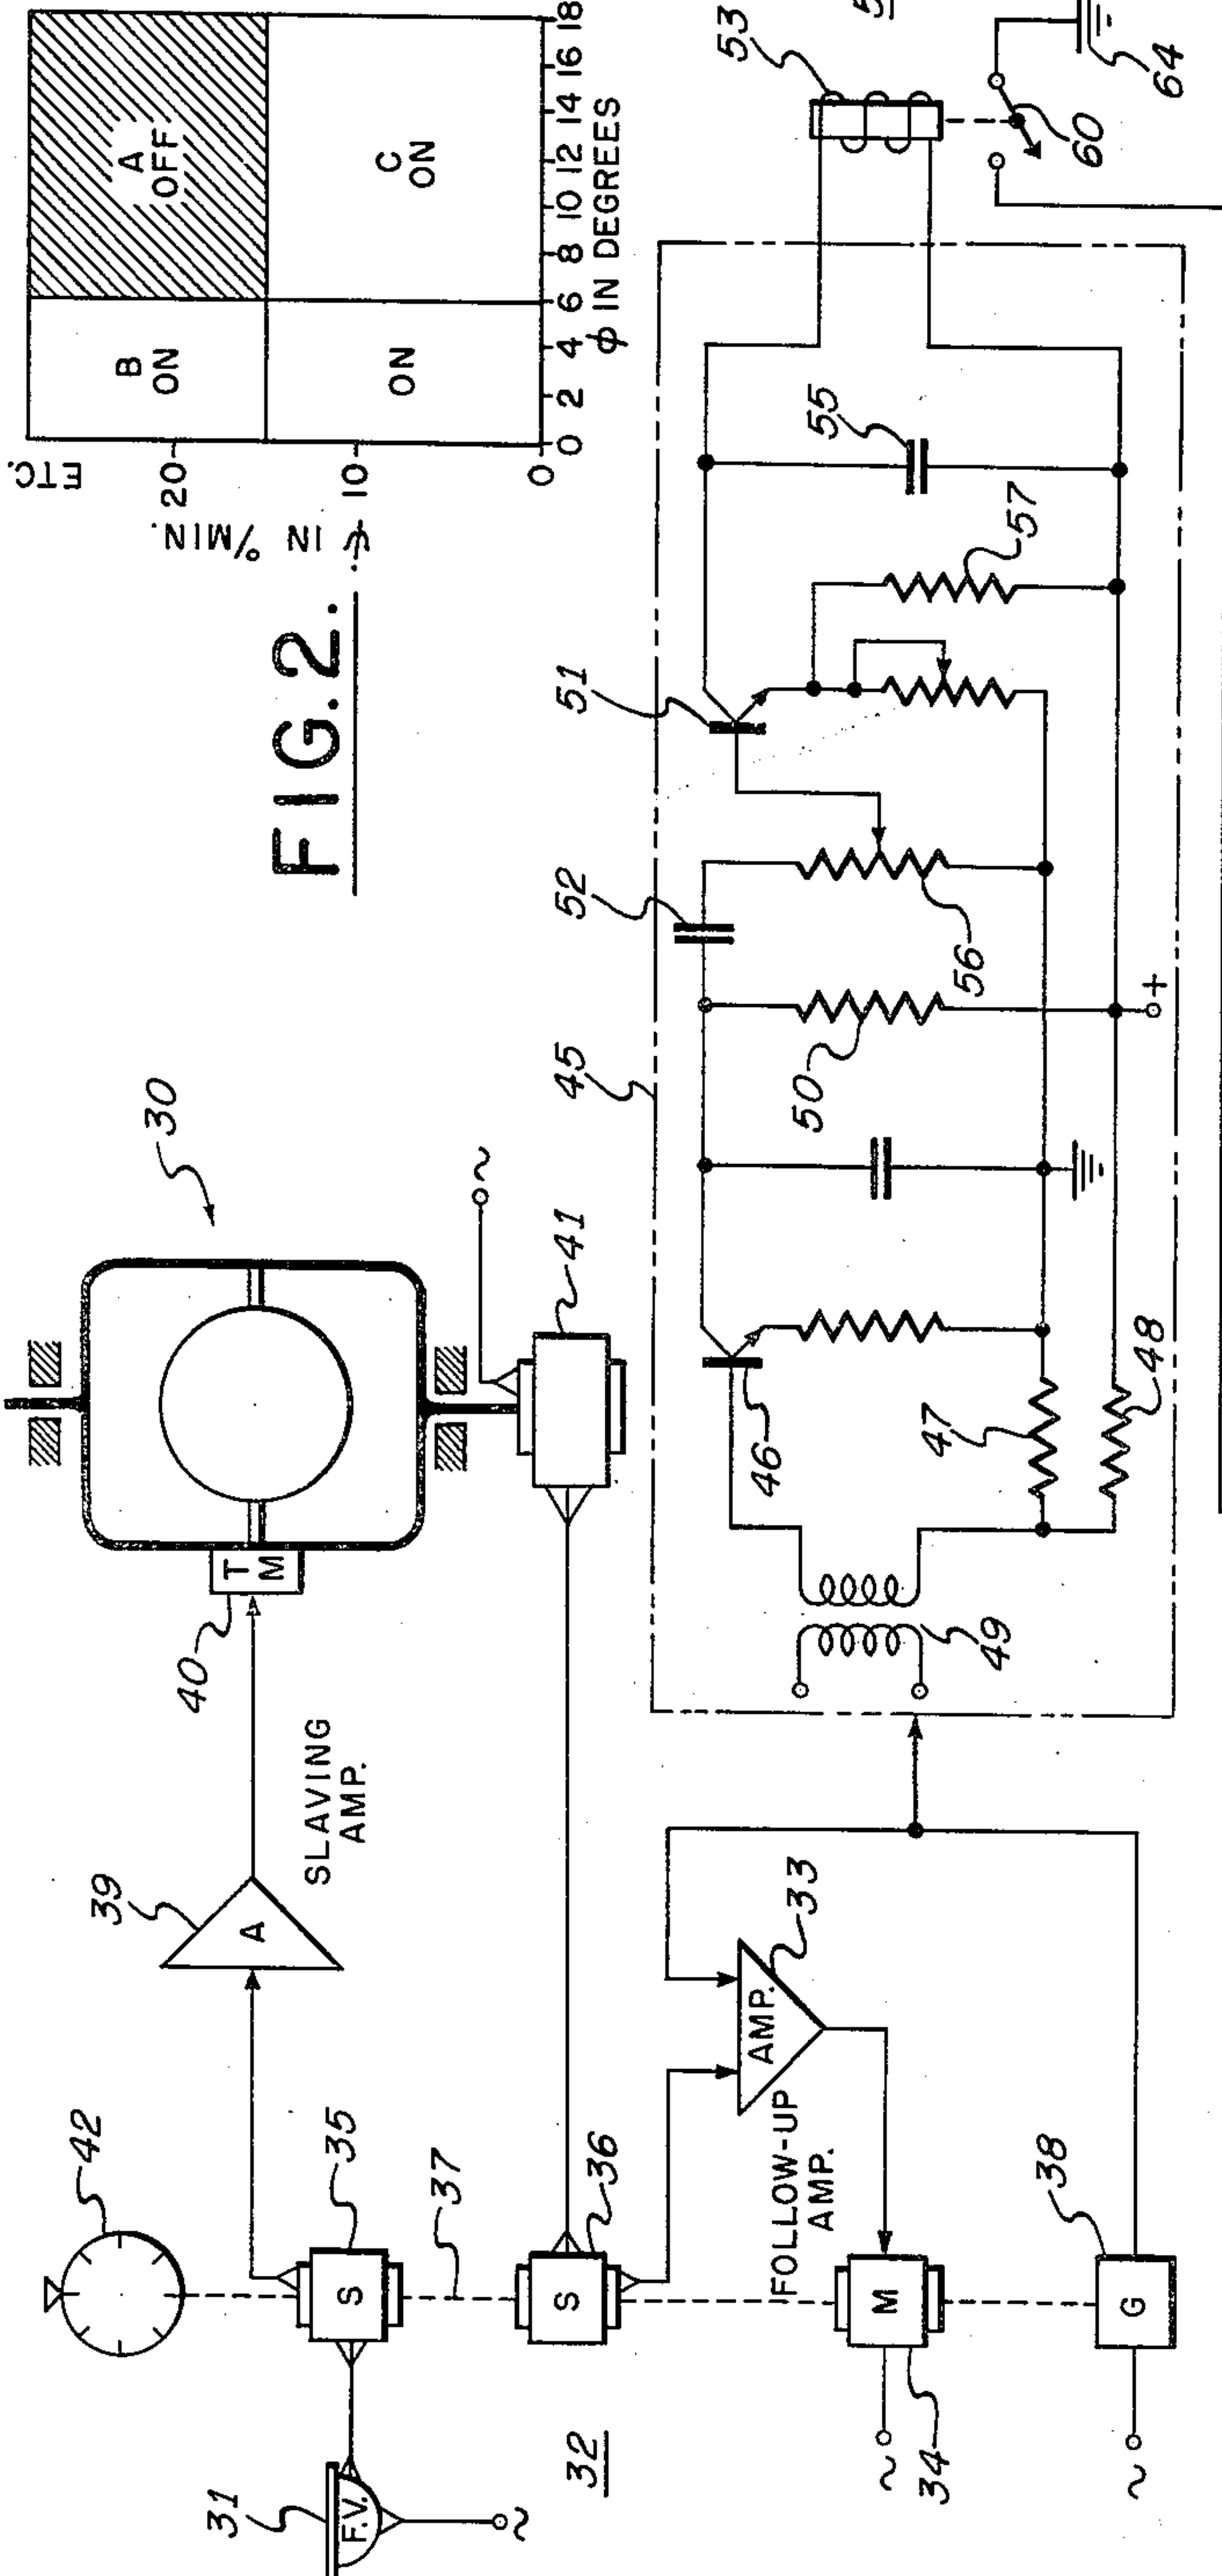 ETC.
20
10
0
ψ̇ IN °/MIN.
B
ON
A
OFF
ON
C
ON
0 2 4 6 8 10 12 14 16 18
φ IN DEGREES
FIG.2.
30
42
39
A
SLAVING
AMP.
40
T
M
41
~
31
F.V.
~
35
S
37
36
S
32
33
AMP.
FOLLOW-UP
AMP.
34
M
~
38
G
~
45
46
47
48
49
50
51
52
53
55
56
57
+
60
64